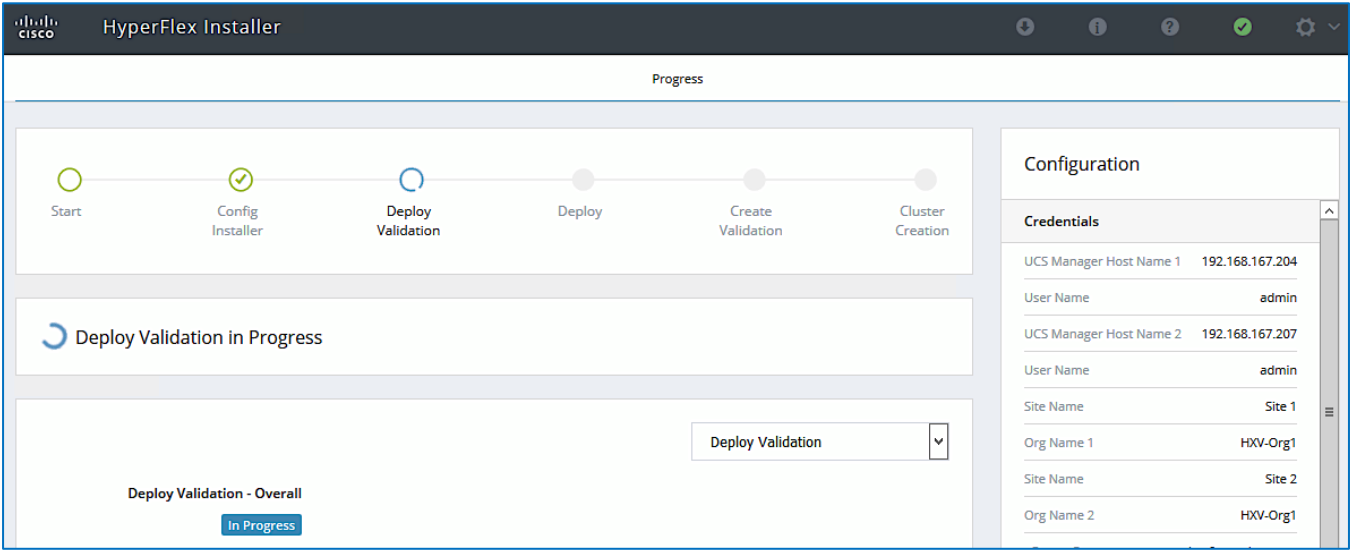 cisco
HyperFlex Installer
Progress
Start
Config
Installer
Deploy
Validation
Deploy
Create
Validation
Cluster
Creation
Deploy Validation in Progress
Deploy Validation
Deploy Validation - Overall
In Progress
Configuration
Credentials
UCS Manager Host Name 1 192.168.167.204
User Name admin
UCS Manager Host Name 2 192.168.167.207
User Name admin
Site Name Site 1
Org Name 1 HXV-Org1
Site Name Site 2
Org Name 2 HXV-Org1